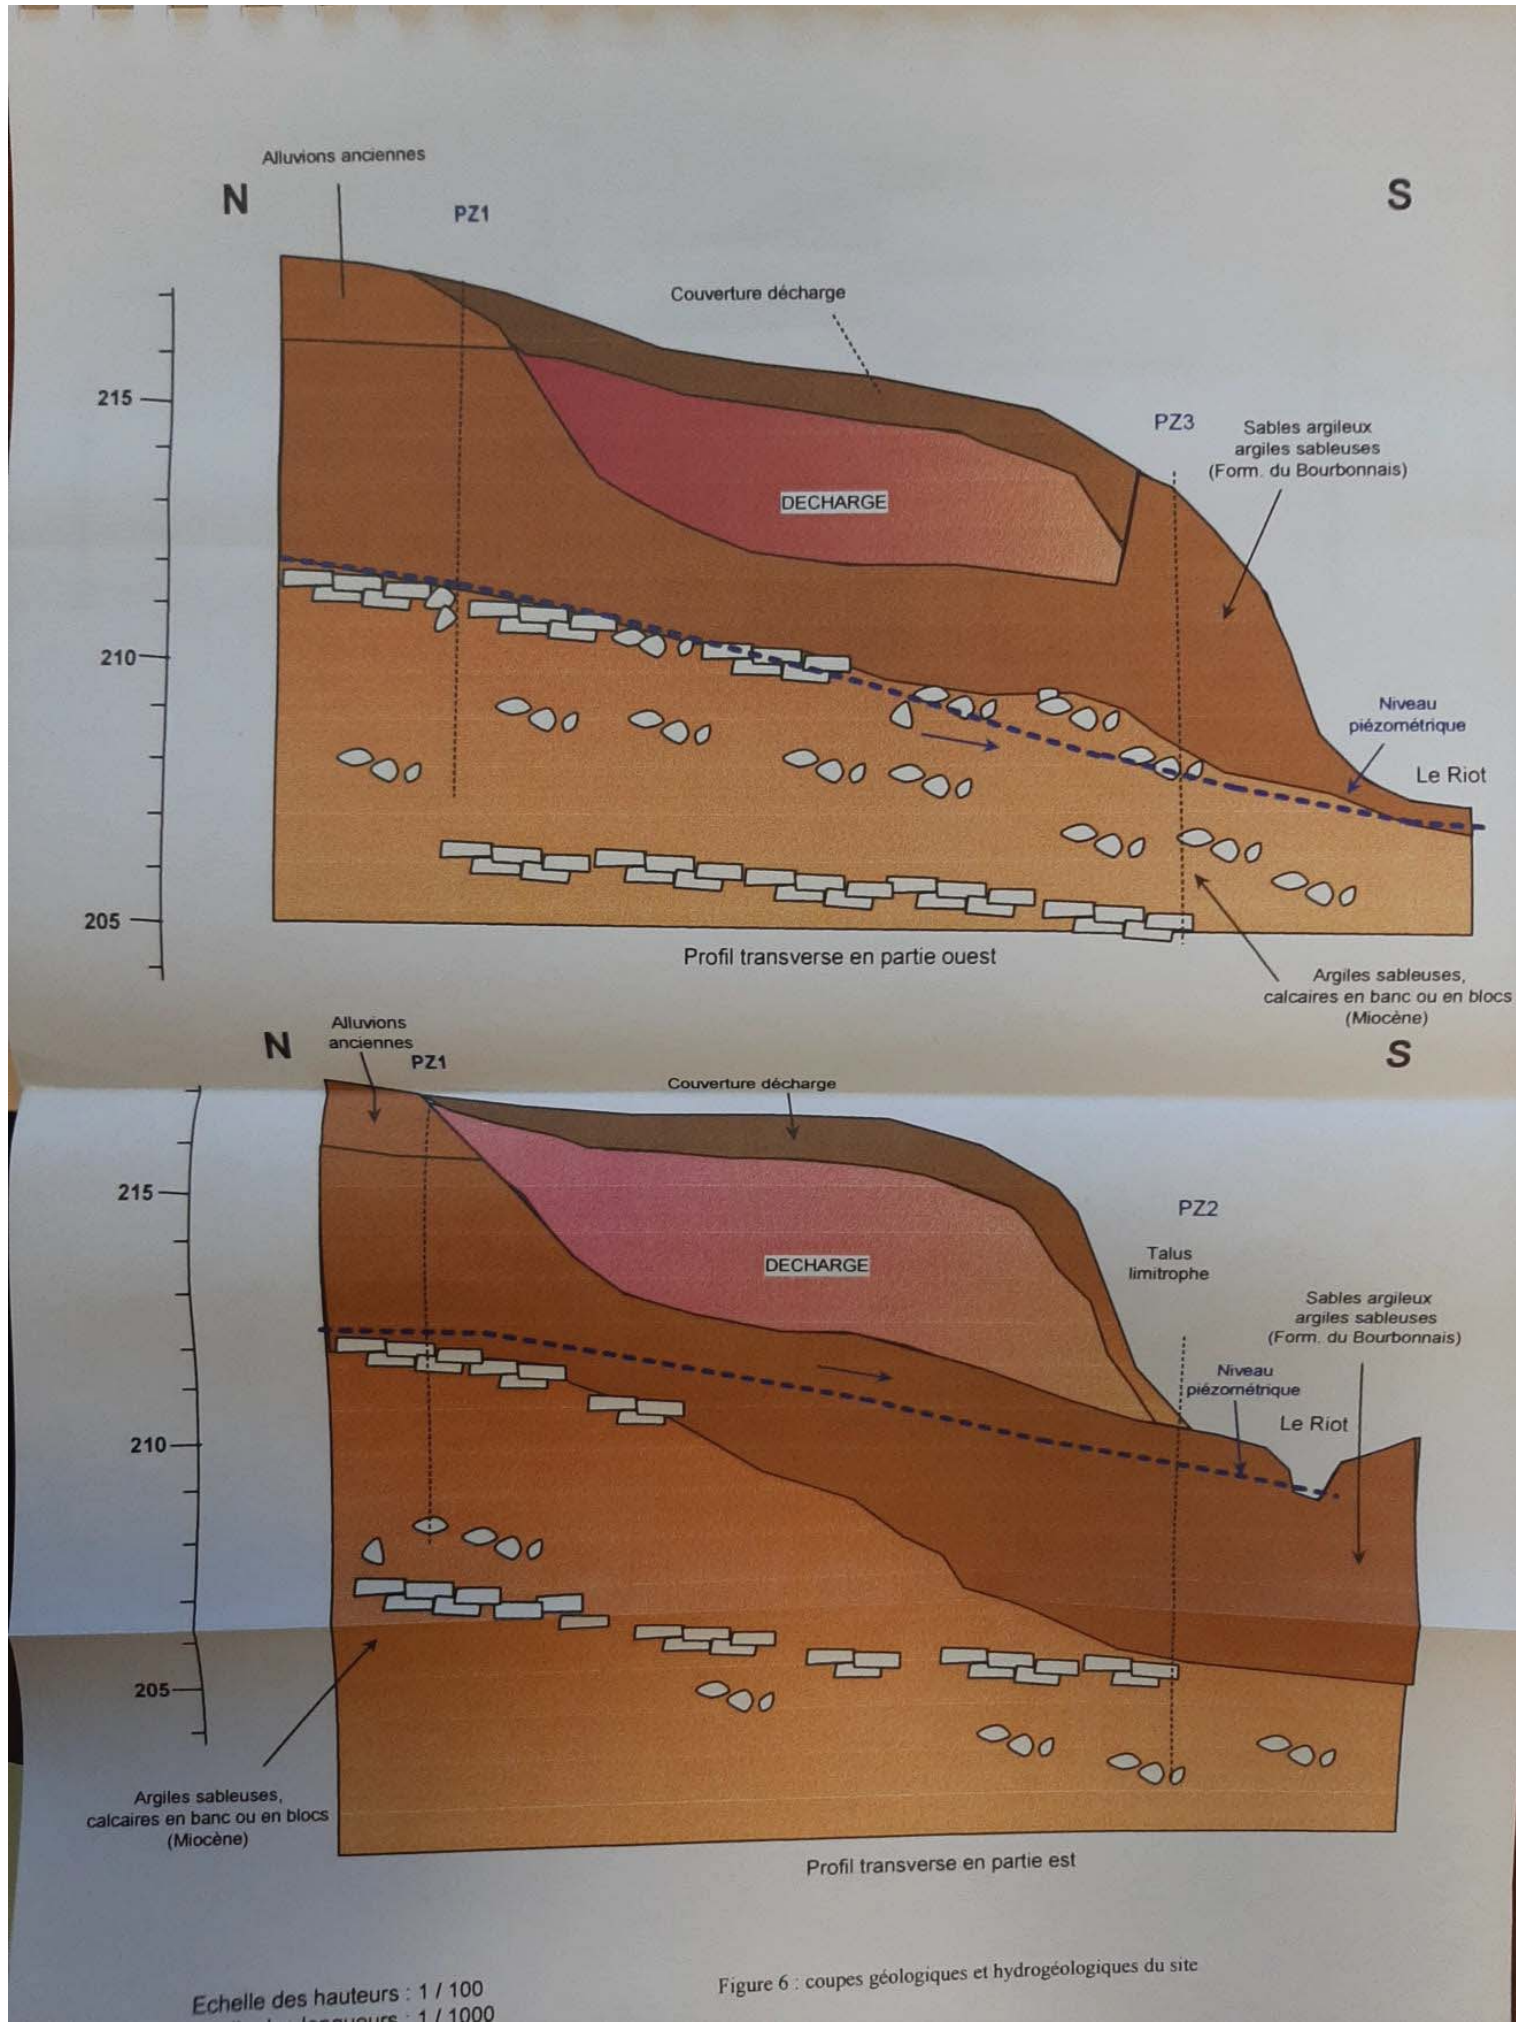 Alluvions anciennes
N
S
PZ1
Couverture décharge
215
PZ3
Sables argileux
argiles sableuses
(Form. du Bourbonnais)
DECHARGE
210
Niveau
piézométrique
Le Riot
205
Profil transverse en partie ouest
Argiles sableuses,
calcaires en banc ou en blocs
(Miocène)
N
Alluvions
anciennes
PZ1
S
Couverture décharge
215
PZ2
Talus
limitrophe
DECHARGE
Sables argileux
argiles sableuses
(Form. du Bourbonnais)
Niveau
piézométrique
Le Riot
210
205
Argiles sableuses,
calcaires en banc ou en blocs
(Miocène)
Profil transverse en partie est
Figure 6 : coupes géologiques et hydrogéologiques du site
Echelle des hauteurs : 1 / 100
longueurs : 1 / 1000